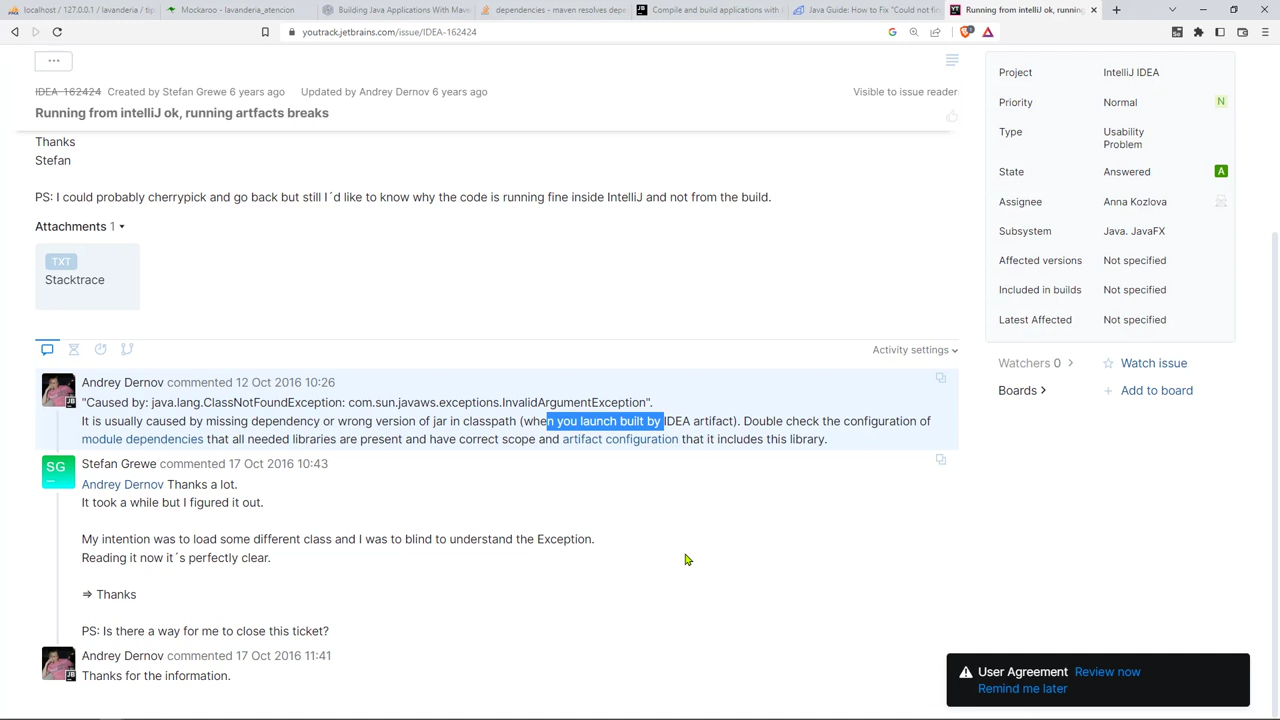 localhost / 127.0.0.1 / lavanderia / tip
Mockaroo - lavanderia_atencion
Building Java Applications With Mave
dependencies - maven resolves depe
Compile and build applications with
Java Guide: How to Fix "Could not fin
Running from intelliJ ok, running
youtrack.jetbrains.com/issue/IDEA-162424
IDEA-162424 Created by Stefan Grewe 6 years ago Updated by Andrey Dernov 6 years ago Visible to issue reader
Running from intelliJ ok, running artfacts breaks
Thanks
Stefan
PS: I could probably cherrypick and go back but still I´d like to know why the code is running fine inside IntelliJ and not from the build.
Attachments 1
TXT
Stacktrace
Activity settings
Andrey Dernov commented 12 Oct 2016 10:26
"Caused by: java.lang.ClassNotFoundException: com.sun.javaws.exceptions.InvalidArgumentException".
It is usually caused by missing dependency or wrong version of jar in classpath (when you launch built by IDEA artifact). Double check the configuration of
module dependencies that all needed libraries are present and have correct scope and artifact configuration that it includes this library.
SG
Stefan Grewe commented 17 Oct 2016 10:43
Andrey Dernov Thanks a lot.
It took a while but I figured it out.
My intention was to load some different class and I was to blind to understand the Exception.
Reading it now it´s perfectly clear.
=> Thanks
PS: Is there a way for me to close this ticket?
Andrey Dernov commented 17 Oct 2016 11:41
Thanks for the information.
Project IntelliJ IDEA
Priority Normal N
Type Usability
Problem
State Answered A
Assignee Anna Kozlova
Subsystem Java. JavaFX
Affected versions Not specified
Included in builds Not specified
Latest Affected Not specified
Watchers 0 Watch issue
Boards + Add to board
User Agreement Review now
Remind me later